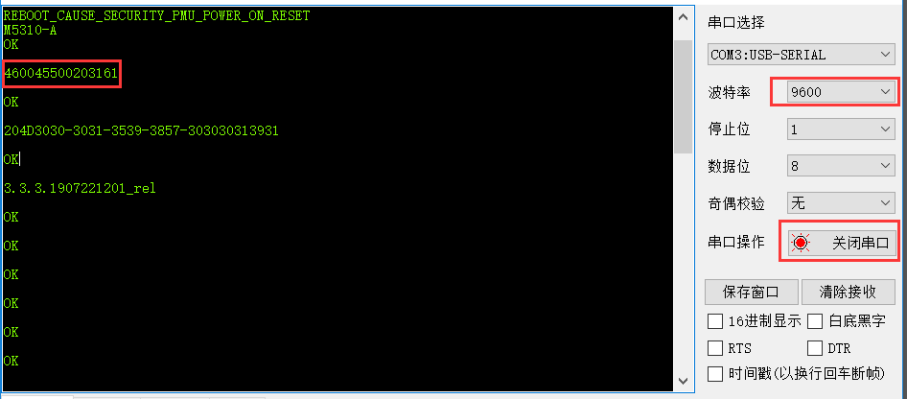 REBOOT_CAUSE_SECURITY_PMU_POWER_ON_RESET
M5310-A
OK
460045500203161
OK
204D3030-3031-3539-3857-303030313931
OK
3.3.3.1907221201_rel
OK
OK
OK
OK
OK
OK
串口选择
COM3:USB-SERIAL
波特率 9600
停止位 1
数据位 8
奇偶校验 无
串口操作 关闭串口
保存窗口 清除接收
16进制显示 白底黑字
RTS DTR
时间戳(以换行回车断帧)